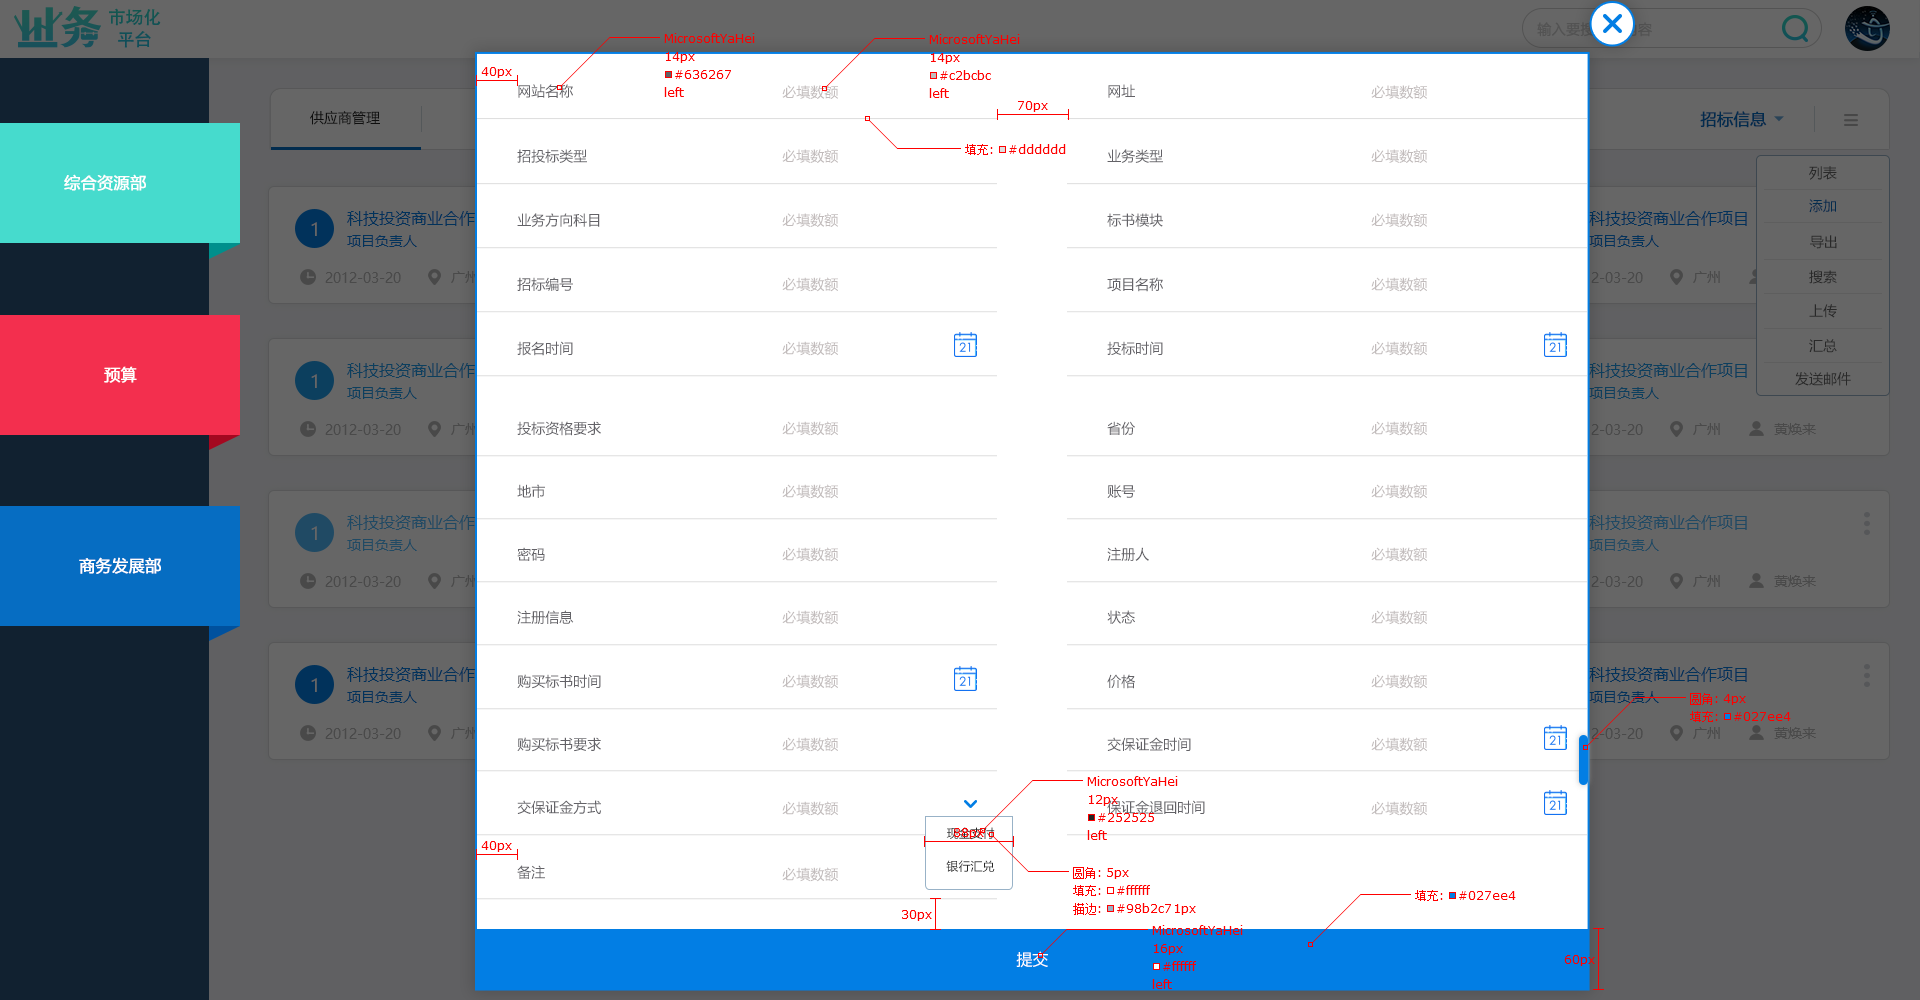 业务 市场化
平台
输入要搜
容
综合资源部
预算
商务发展部
供应商管理
招标信息
列表
添加
导出
搜索
上传
汇总
发送邮件
1
科技投资商业合作
项目负责人
2012-03-20
广州
科技投资商业合作项目
项目负责人
2-03-20
广州
1
科技投资商业合作
项目负责人
2012-03-20
广州
科技投资商业合作项目
项目负责人
2-03-20
广州
黄焕来
1
科技投资商业合作
项目负责人
2012-03-20
广州
科技投资商业合作项目
项目负责人
2-03-20
广州
黄焕来
1
科技投资商业合作
项目负责人
2012-03-20
广州
科技投资商业合作项目
项目负责人
2-03-20
广州
黄焕来
40px
MicrosoftYaHei
14px
#636267
left
MicrosoftYaHei
14px
#c2bcbc
left
70px
填充: #dddddd
网站名称 必填数额 网址 必填数额
招投标类型 必填数额 业务类型 必填数额
业务方向科目 必填数额 标书模块 必填数额
招标编号 必填数额 项目名称 必填数额
报名时间 必填数额 21 投标时间 必填数额 21
投标资格要求 必填数额 省份 必填数额
地市 必填数额 账号 必填数额
密码 必填数额 注册人 必填数额
注册信息 必填数额 状态 必填数额
购买标书时间 必填数额 21 价格 必填数额
圆角: 4px
填充: #027ee4
购买标书要求 必填数额 交保证金时间 必填数额 21
交保证金方式 必填数额 保证金退回时间 必填数额 21
MicrosoftYaHei
12px
#252525
left
现金支付
88px
银行汇总
40px
备注 必填数额
圆角: 5px
填充: #ffffff
描边: #98b2c71px
30px
填充: #027ee4
MicrosoftYaHei
16px
#ffffff
left
60px
提交